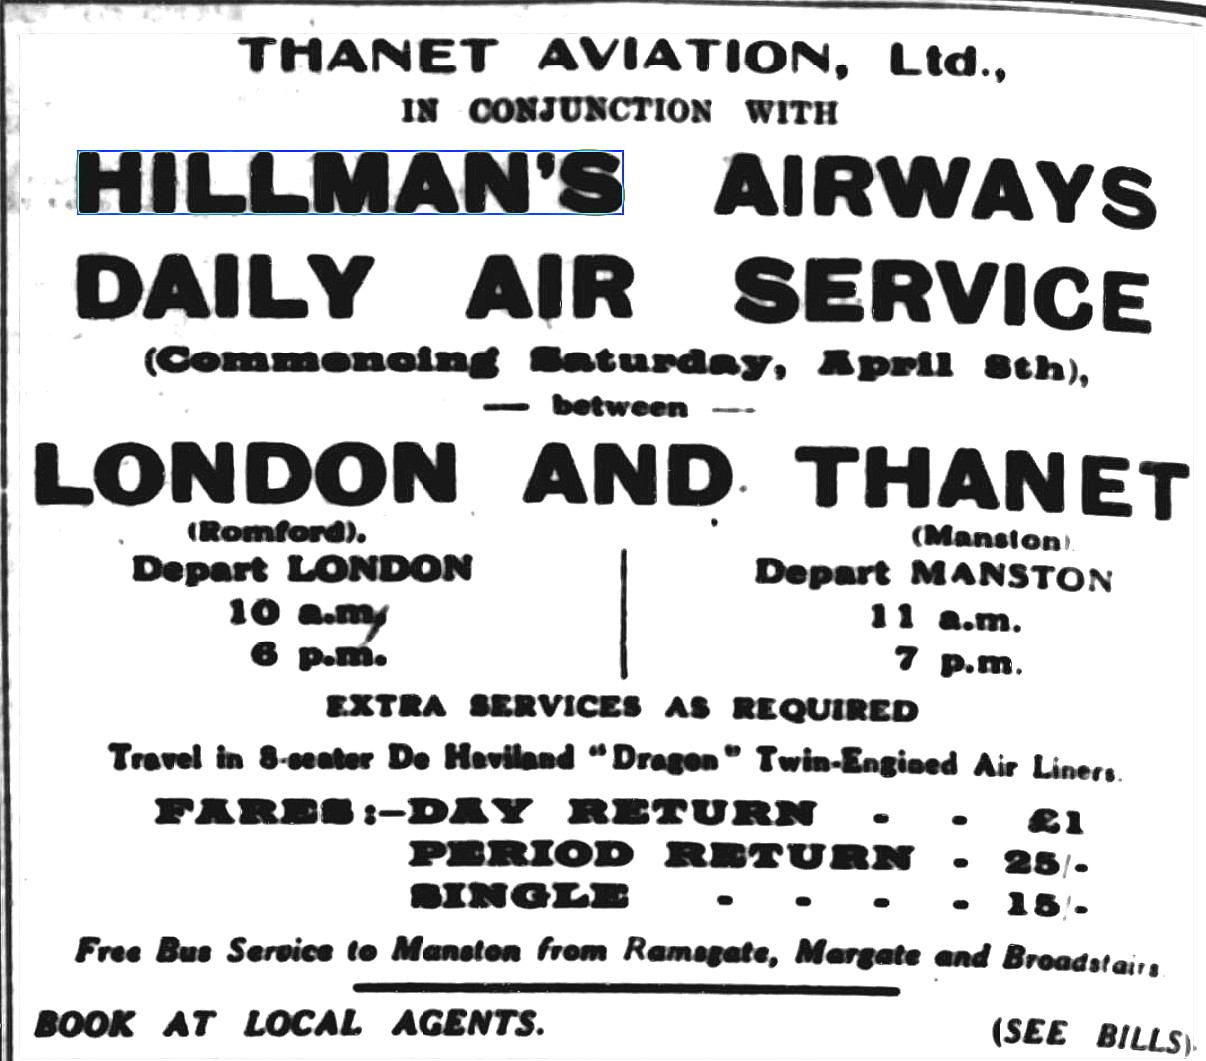 THANET AVIATION, Ltd.,
IN CONJUNCTION WITH
HILLMAN'S AIRWAYS
DAILY AIR SERVICE
(Commencing Saturday, April 8th),
— between —
LONDON AND THANET
(Romford). (Manston)
Depart LONDON Depart MANSTON
10 a.m. 11 a.m.
6 p.m. 7 p.m.
EXTRA SERVICES AS REQUIRED
Travel in 8-seater De Haviland "Dragon" Twin-Engined Air Liners.
FARES:—DAY RETURN - - £1
PERIOD RETURN - 25/-
SINGLE - - - - 15/-
Free Bus Service to Manston from Ramsgate, Margate and Broadstairs
BOOK AT LOCAL AGENTS. (SEE BILLS).